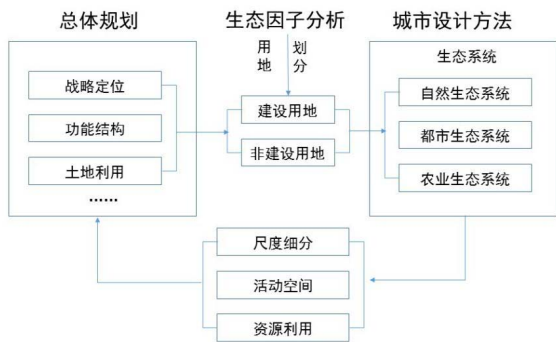 总体规划
生态因子分析
城市设计方法
战略定位
功能结构
土地利用
······
用地
划分
建设用地
非建设用地
生态系统
自然生态系统
都市生态系统
农业生态系统
尺度细分
活动空间
资源利用